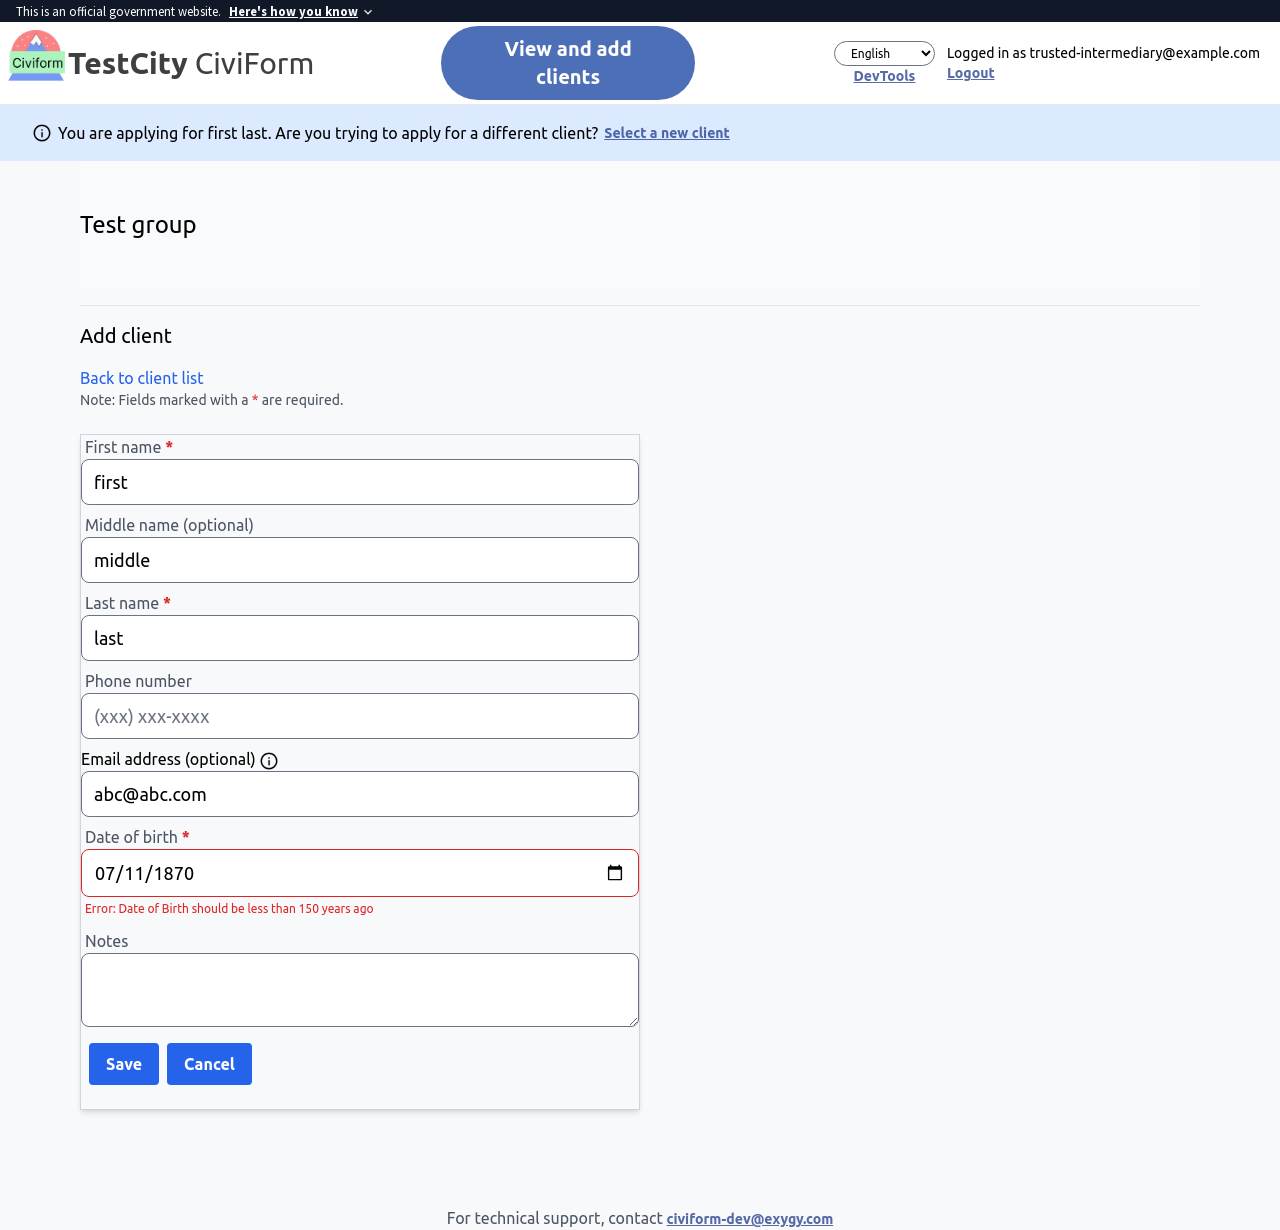 This is an official government website. Here's how you know
Civiform
TestCity CiviForm
View and add
clients
English
DevTools
Logged in as trusted-intermediary@example.com
Logout
You are applying for first last. Are you trying to apply for a different client? Select a new client
Test group
Add client
Back to client list
Note: Fields marked with a * are required.
First name *
first
Middle name (optional)
middle
Last name *
last
Phone number
(xxx) xxx-xxxx
Email address (optional)
abc@abc.com
Date of birth *
07/11/1870
Error: Date of Birth should be less than 150 years ago
Notes
Save Cancel
For technical support, contact civiform-dev@exygy.com